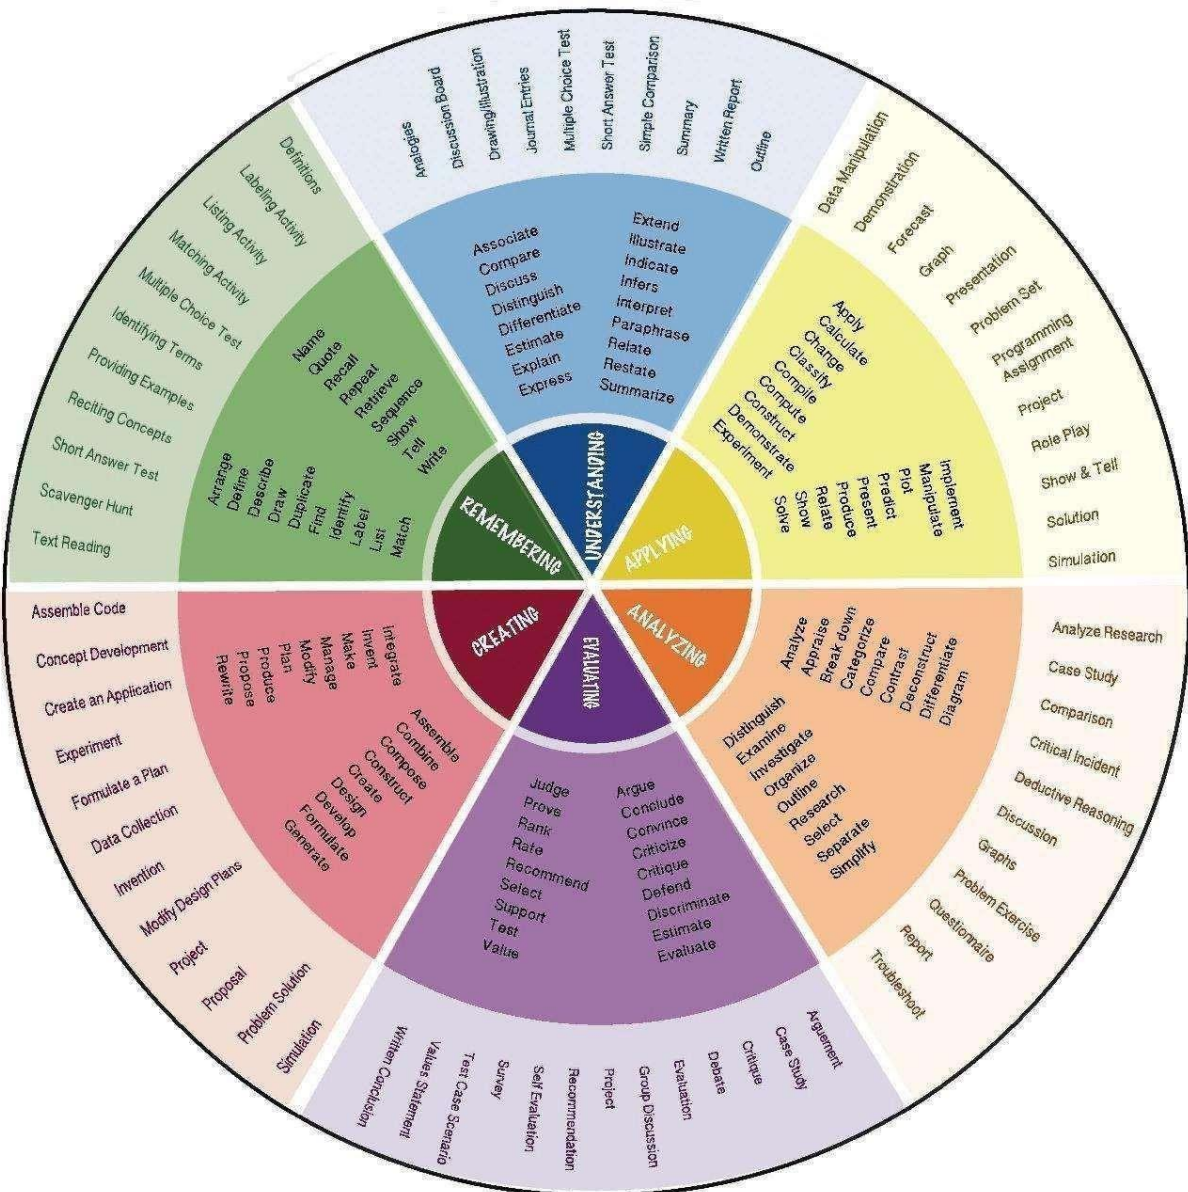 UNDERSTANDING
Associate
Compare
Discuss
Distinguish
Differentiate
Estimate
Explain
Express
Extend
Illustrate
Indicate
Infers
Interpret
Paraphrase
Relate
Restate
Summarize
Analogies
Discussion Board
Drawing/Illustration
Journal Entries
Multiple Choice Test
Short Answer Test
Simple Comparison
Summary
Written Report
Outline
APPLYING
Apply
Calculate
Change
Classify
Compile
Compute
Construct
Demonstrate
Experiment
Implement
Manipulate
Plot
Predict
Present
Produce
Relate
Show
Solve
Data Manipulation
Demonstration
Forecast
Graph
Presentation
Problem Set
Programming
Assignment
Project
Role Play
Show & Tell
Solution
Simulation
ANALYZING
Analyze
Appraise
Break down
Categorize
Compare
Contrast
Deconstruct
Differentiate
Diagram
Distinguish
Examine
Investigate
Organize
Outline
Research
Select
Separate
Simplify
Analyze Research
Case Study
Comparison
Critical Incident
Deductive Reasoning
Discussion
Graphs
Problem Exercise
Questionnaire
Report
Troubleshoot
EVALUATING
Argue
Conclude
Convince
Criticize
Critique
Defend
Discriminate
Estimate
Evaluate
Judge
Prove
Rank
Rate
Recommend
Select
Support
Test
Value
Arguement
Case Study
Critique
Debate
Evaluation
Group Discussion
Project
Recommendation
Self Evaluation
Survey
Test Case Scenario
Values Statement
Written Conclusion
CREATING
Assemble
Combine
Compose
Construct
Create
Design
Develop
Formulate
Generate
Integrate
Invent
Make
Manage
Modify
Plan
Produce
Propose
Rewrite
Assemble Code
Concept Development
Create an Application
Experiment
Formulate a Plan
Data Collection
Invention
Modify Design Plans
Project
Proposal
Problem Solution
Simulation
REMEMBERING
Arrange
Define
Describe
Draw
Duplicate
Find
Identify
Label
List
Match
Name
Quote
Recall
Repeat
Retrieve
Sequence
Show
Tell
Write
Definitions
Labeling Activity
Listing Activity
Matching Activity
Multiple Choice Test
Identifying Terms
Providing Examples
Reciting Concepts
Short Answer Test
Scavenger Hunt
Text Reading